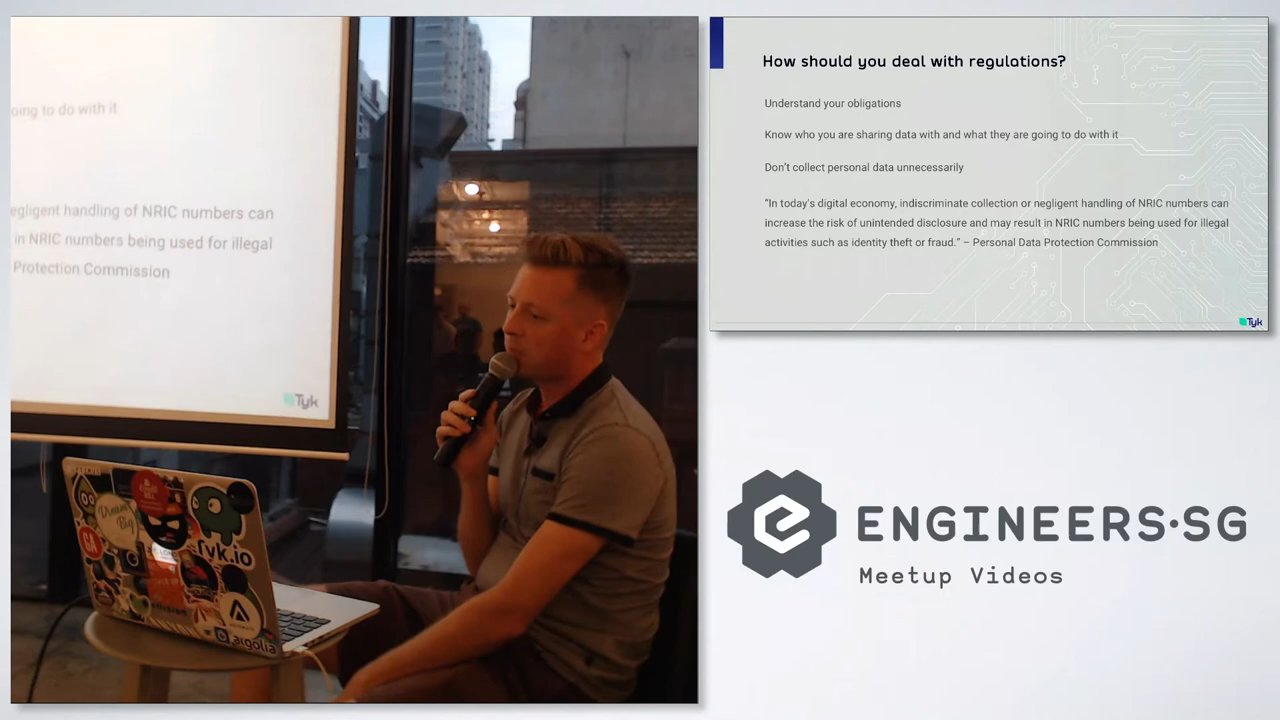 oing to do with it
egligent handling of NRIC numbers can
in NRIC numbers being used for illegal
Protection Commission
Tyk
Dream Big
GA
Tyk.io
algolia
How should you deal with regulations?
Understand your obligations
Know who you are sharing data with and what they are going to do with it
Don't collect personal data unnecessarily
“In today's digital economy, indiscriminate collection or negligent handling of NRIC numbers can
increase the risk of unintended disclosure and may result in NRIC numbers being used for illegal
activities such as identity theft or fraud.” – Personal Data Protection Commission
Tyk
ENGINEERS·SG
Meetup Videos